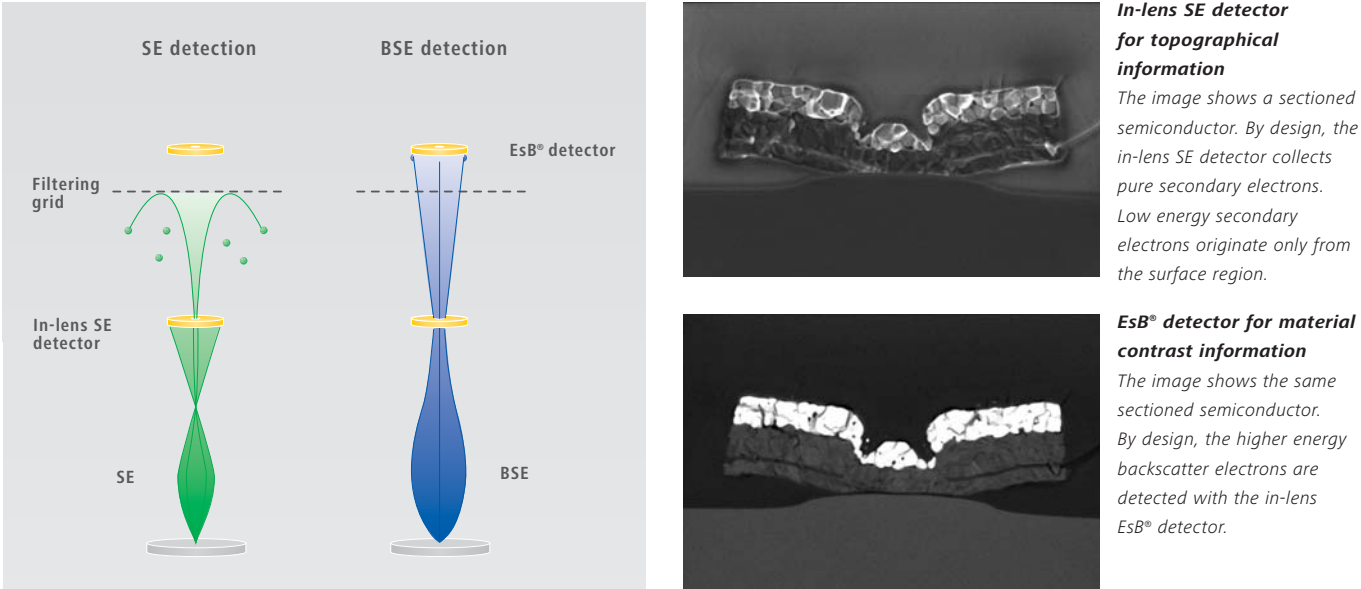 SE detection
BSE detection
EsB® detector
Filtering
grid
In-lens SE
detector
SE
BSE
In-lens SE detector
for topographical
information
The image shows a sectioned
semiconductor. By design, the
in-lens SE detector collects
pure secondary electrons.
Low energy secondary
electrons originate only from
the surface region.
EsB® detector for material
contrast information
The image shows the same
sectioned semiconductor.
By design, the higher energy
backscatter electrons are
detected with the in-lens
EsB® detector.